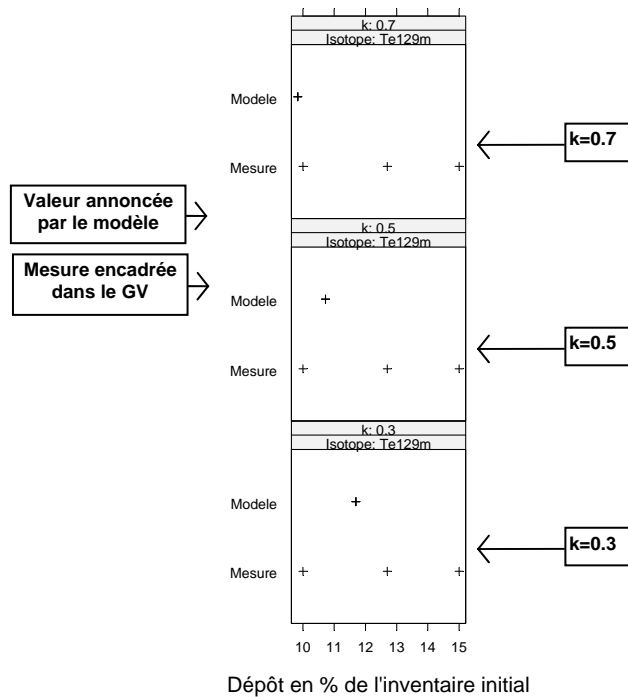 k: 0.7
Isotope: Te129m
Modele
Mesure
k=0.7
Valeur annoncée
par le modèle
k: 0.5
Isotope: Te129m
Mesure encadrée
dans le GV
Modele
Mesure
k=0.5
k: 0.3
Isotope: Te129m
Modele
Mesure
k=0.3
10 11 12 13 14 15
Dépôt en % de l'inventaire initial